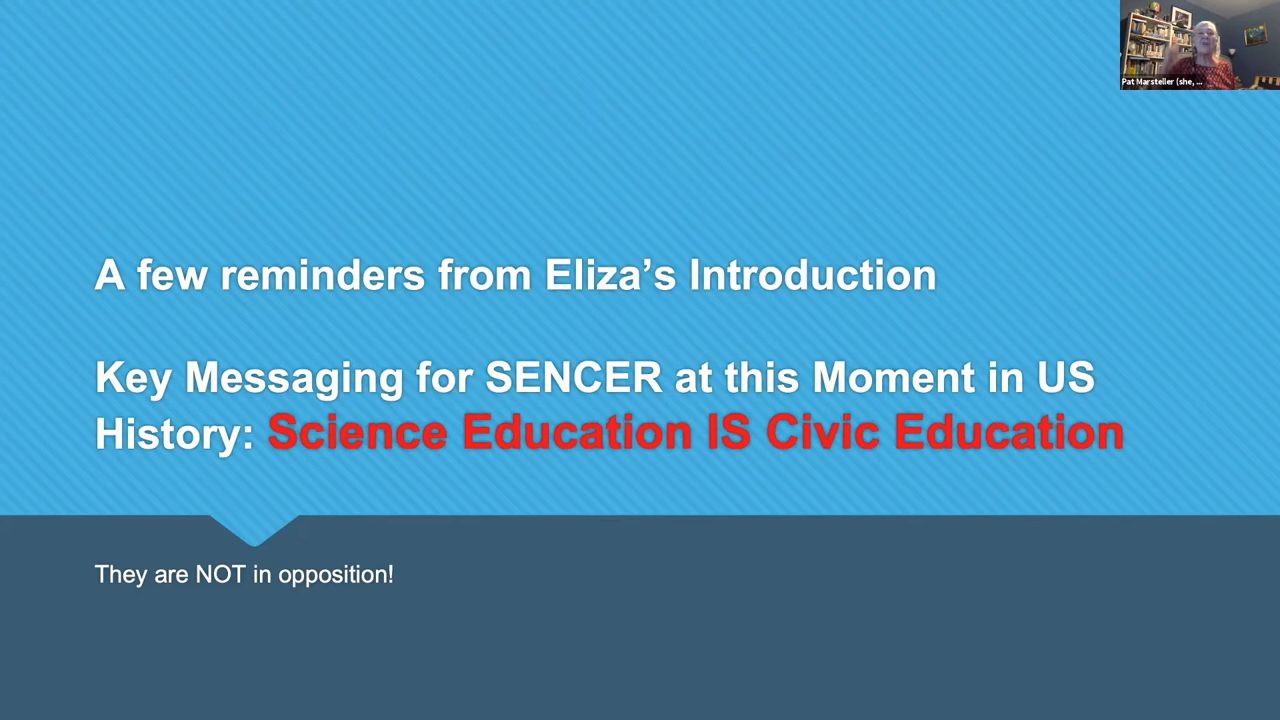 Pat Marsteller (she, ...
A few reminders from Eliza’s Introduction
Key Messaging for SENCER at this Moment in US
History: Science Education IS Civic Education
They are NOT in opposition!